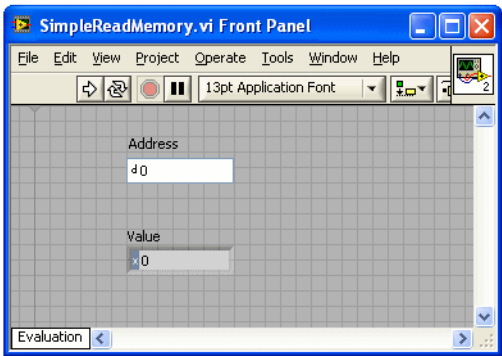 SimpleReadMemory.vi Front Panel
File Edit View Project Operate Tools Window Help
13pt Application Font
2
Address
d 0
Value
x 0
Evaluation